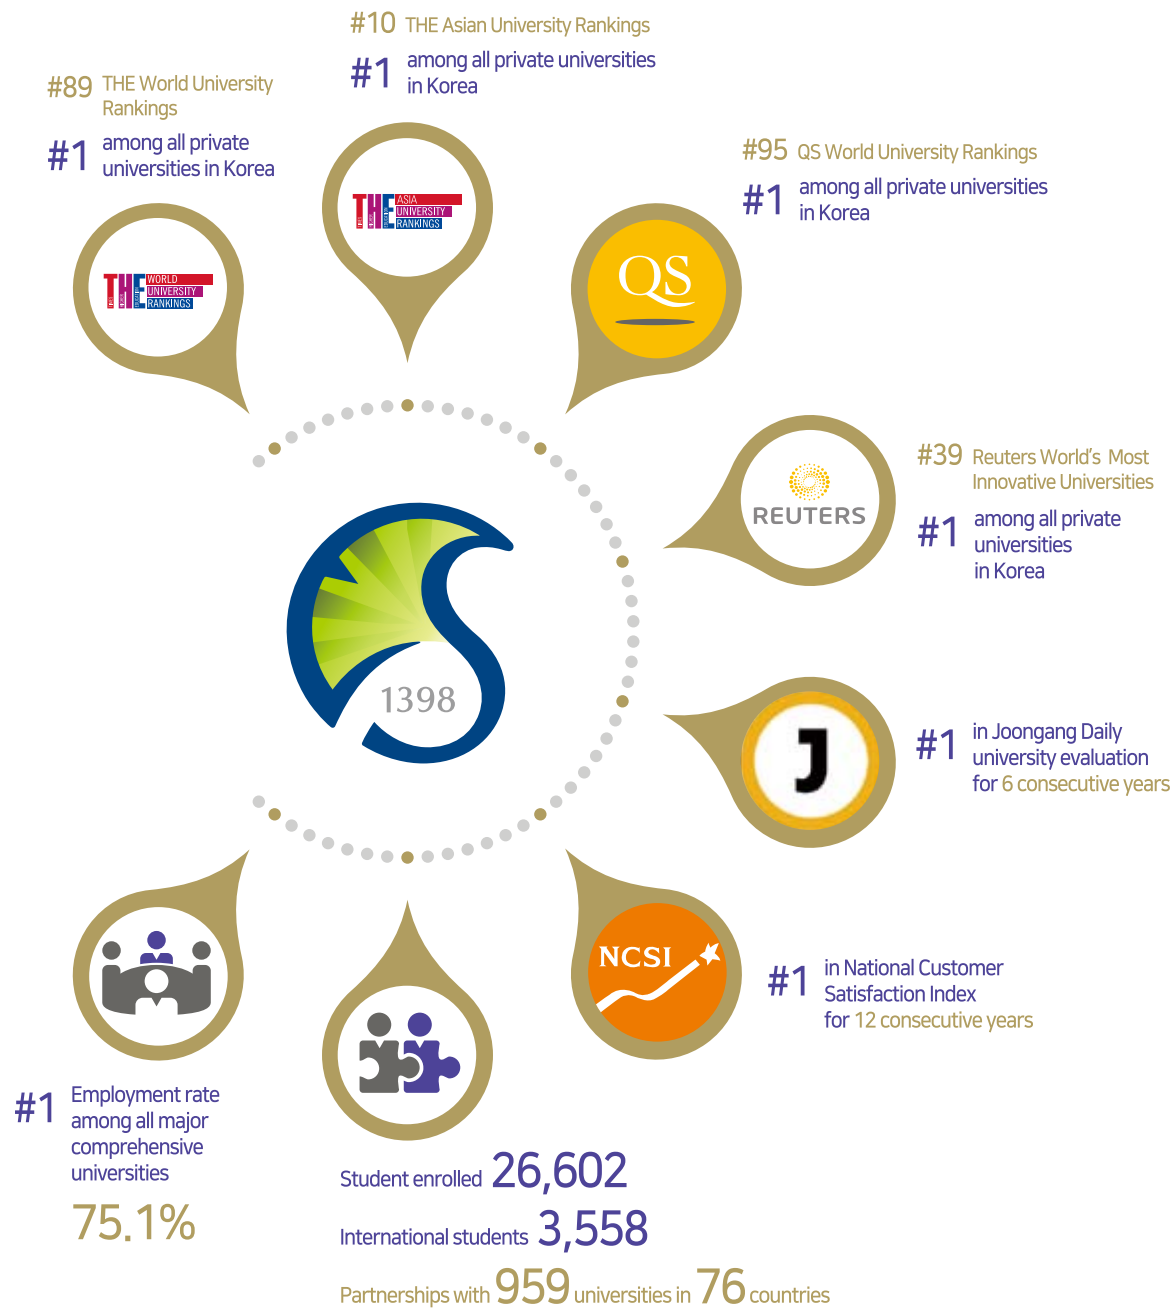 #10 THE Asian University Rankings
#1 among all private universities
in Korea
#89 THE World University
Rankings
#1 among all private
universities in Korea
#95 QS World University Rankings
#1 among all private universities
in Korea
THE ASIA
UNIVERSITY
RANKINGS
THE WORLD
UNIVERSITY
RANKINGS
QS
#39 Reuters World's Most
Innovative Universities
#1 among all private
universities
in Korea
REUTERS
1398
#1 in Joongang Daily
university evaluation
for 6 consecutive years
J
NCSI
#1 in National Customer
Satisfaction Index
for 12 consecutive years
#1 Employment rate
among all major
comprehensive
universities
75.1%
Student enrolled 26,602
International students 3,558
Partnerships with 959 universities in 76 countries